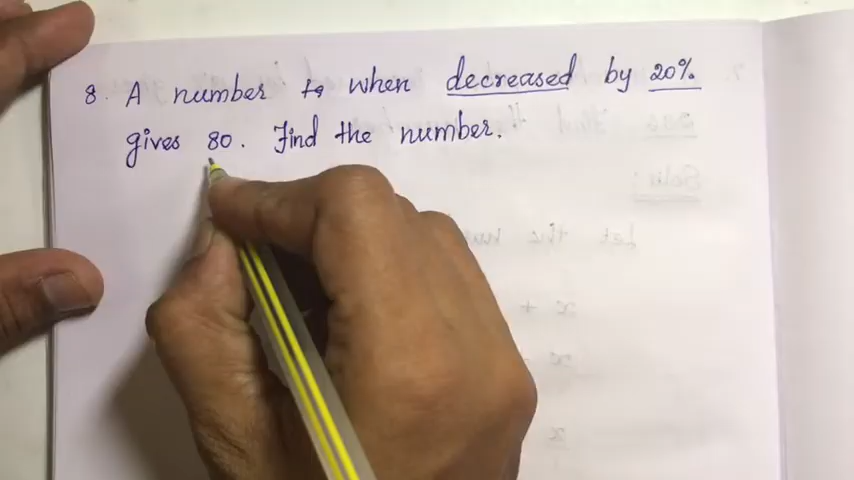 8. A number to when decreased by 20%
gives 80. Find the number.